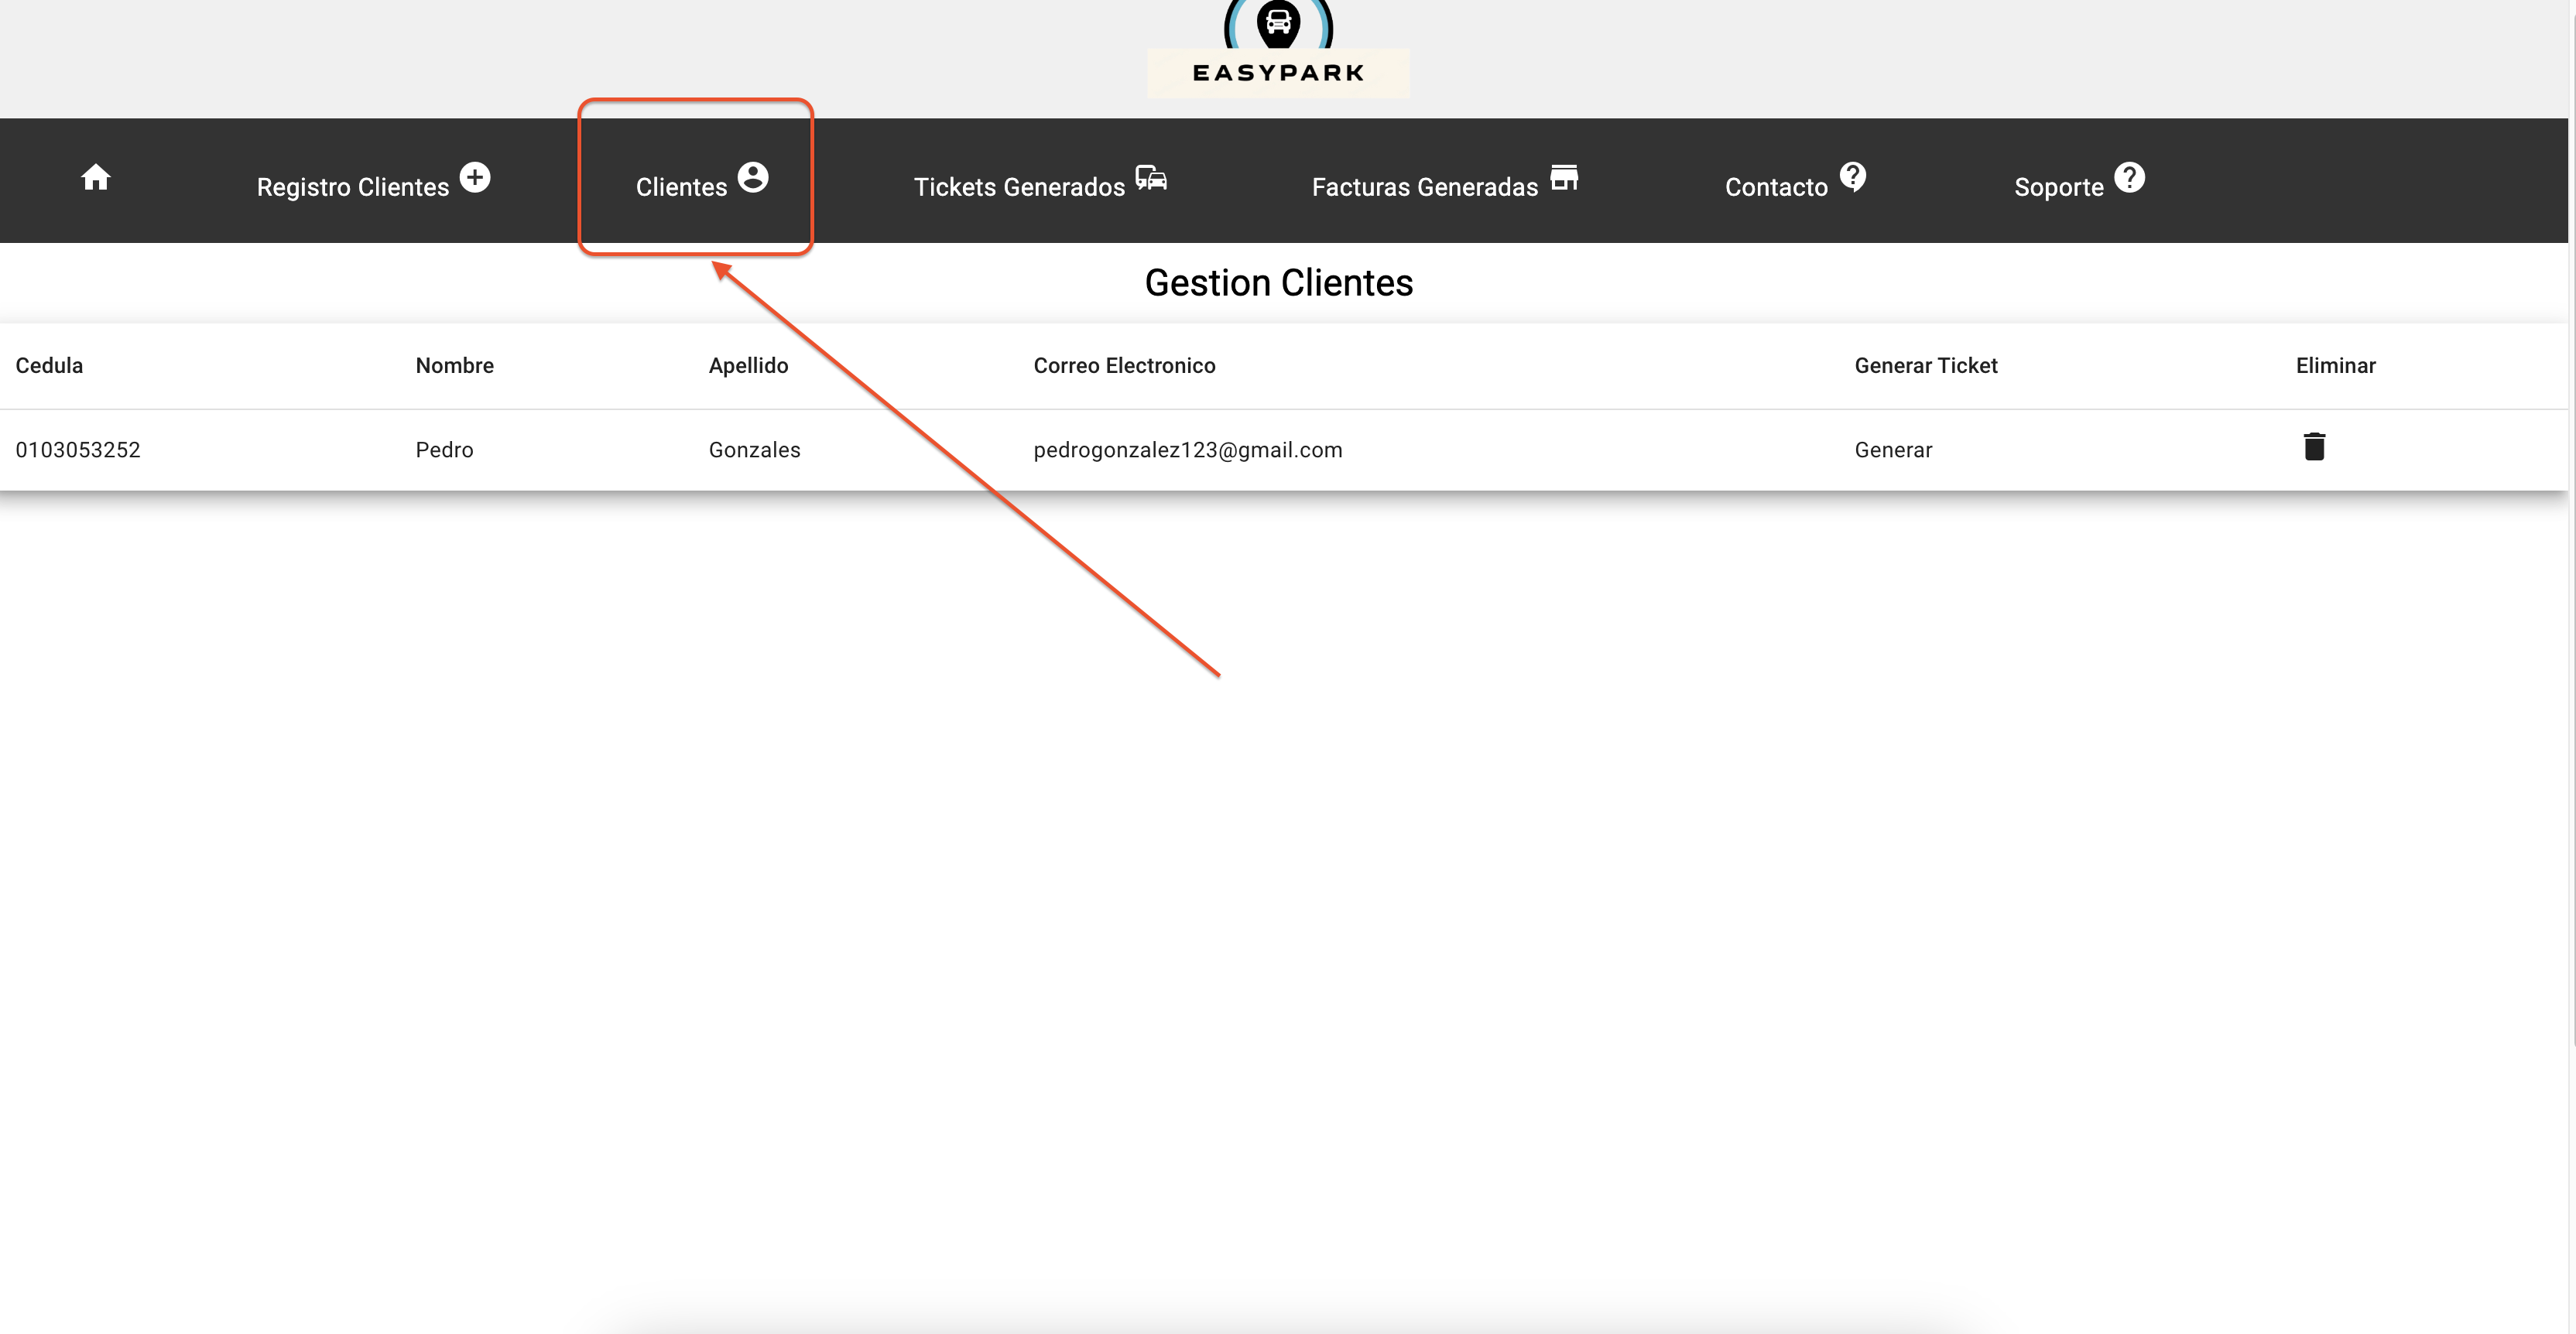 EASYPARK
Registro Clientes
Clientes
Tickets Generados
Facturas Generadas
Contacto
Soporte
Gestion Clientes
Cedula Nombre Apellido Correo Electronico Generar Ticket Eliminar
0103053252 Pedro Gonzales pedrogonzalez123@gmail.com Generar